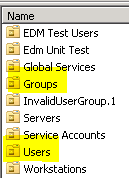 Name
EDM Test Users
Edm Unit Test
Global Services
Groups
InvalidUserGroup.1
Servers
Service Accounts
Users
Workstations